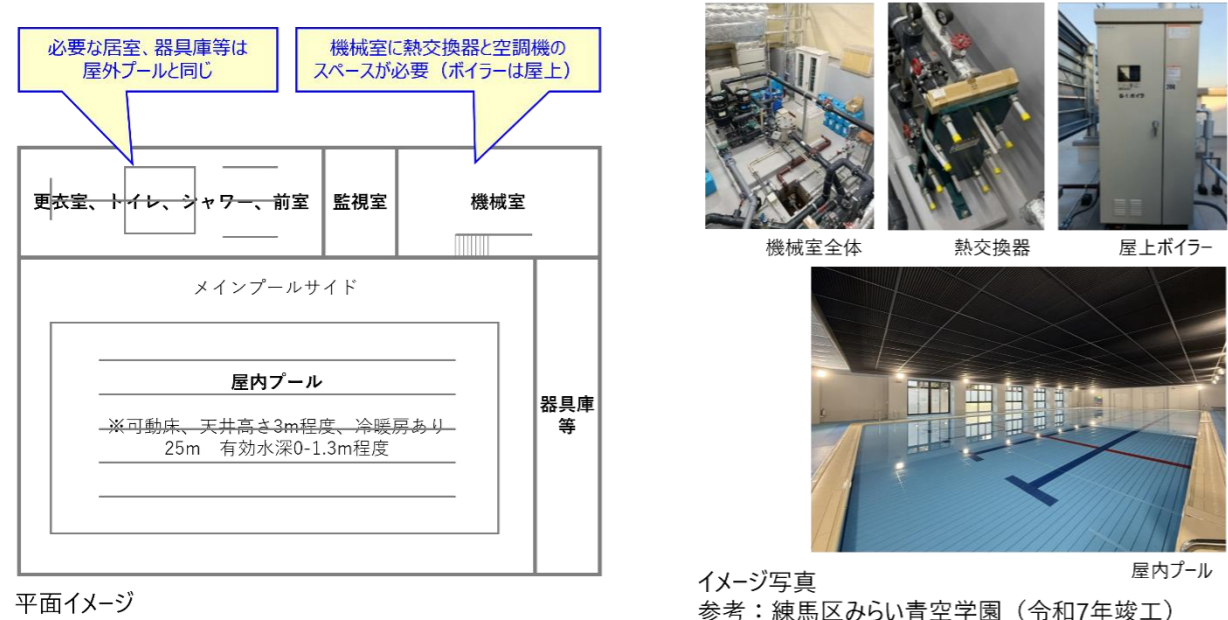 必要な居室、器具庫等は
屋外プールと同じ
機械室に熱交換器と空調機の
スペースが必要（ボイラーは屋上）
更衣室、トイレ、シャワー、前室
監視室
機械室
メインプールサイド
屋内プール
※可動床、天井高さ3m程度、冷暖房あり
25m　有効水深0-1.3m程度
器具庫
等
平面イメージ
機械室全体
熱交換器
屋上ボイラー
屋内プール
イメージ写真
参考：練馬区みらい青空学園（令和7年竣工）